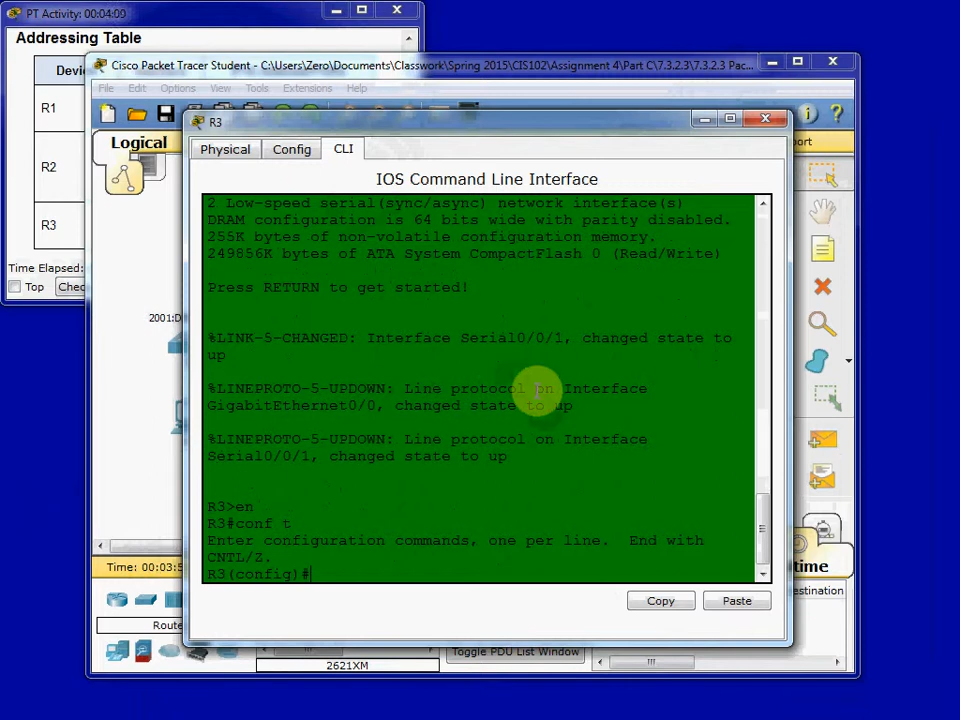 PT Activity: 00:04:09
Addressing Table
R1
R2
R3
Time Elapsed:
Top
Cisco Packet Tracer Student - C:\Users\Zero\Documents\Classwork\Spring 2015\CIS102\Assignment 4\Part C\7.3.2.3\7.3.2.3 Pac...
File Edit Options View Tools Extensions Help
Logical
R3
Physical Config CLI
IOS Command Line Interface
2 Low-speed serial(sync/async) network interface(s)
DRAM configuration is 64 bits wide with parity disabled.
255K bytes of non-volatile configuration memory.
249856K bytes of ATA System CompactFlash 0 (Read/Write)
Press RETURN to get started!
%LINK-5-CHANGED: Interface Serial0/0/1, changed state to
up
%LINEPROTO-5-UPDOWN: Line protocol on Interface
GigabitEthernet0/0, changed state to up
%LINEPROTO-5-UPDOWN: Line protocol on Interface
Serial0/0/1, changed state to up
R3>en
R3#conf t
Enter configuration commands, one per line. End with
CNTL/Z.
R3(config)#
Copy Paste
2621XM
Toggle PDU List Window